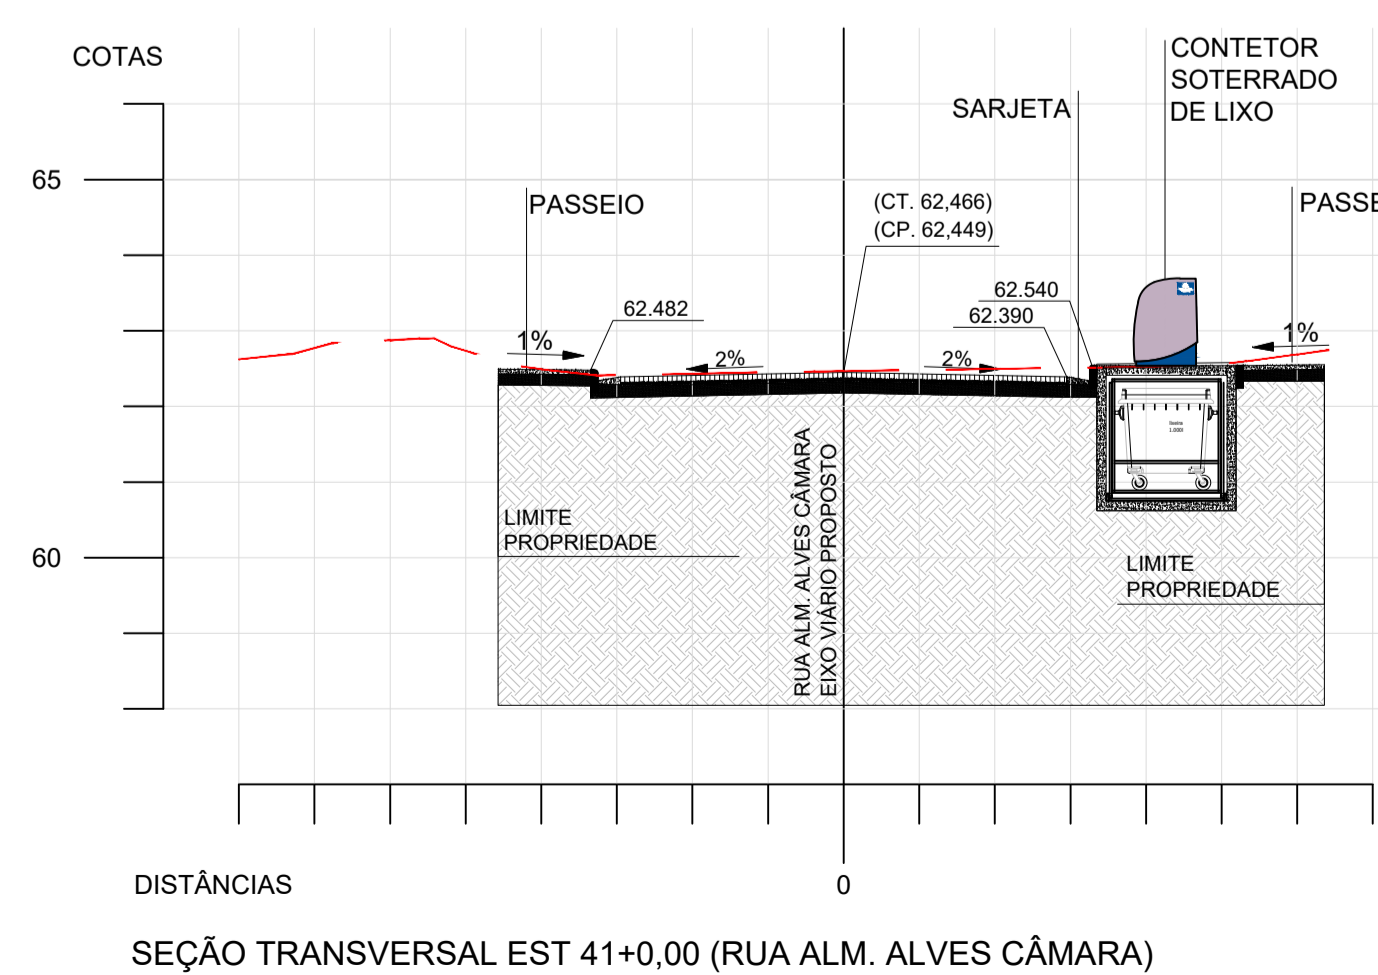 COTAS
CONTETOR
SOTERRADO
DE LIXO
SARJETA
65
PASSEIO
(CT. 62,466)
(CP. 62,449)
PASSE
62.540
62.482
62.390
1%
2%
2%
1%
1.000l
RUA ALM. ALVES CÂMARA
EIXO VIÁRIO PROPOSTO
LIMITE
PROPRIEDADE
60
LIMITE
PROPRIEDADE
DISTÂNCIAS
0
SEÇÃO TRANSVERSAL EST 41+0,00 (RUA ALM. ALVES CÂMARA)